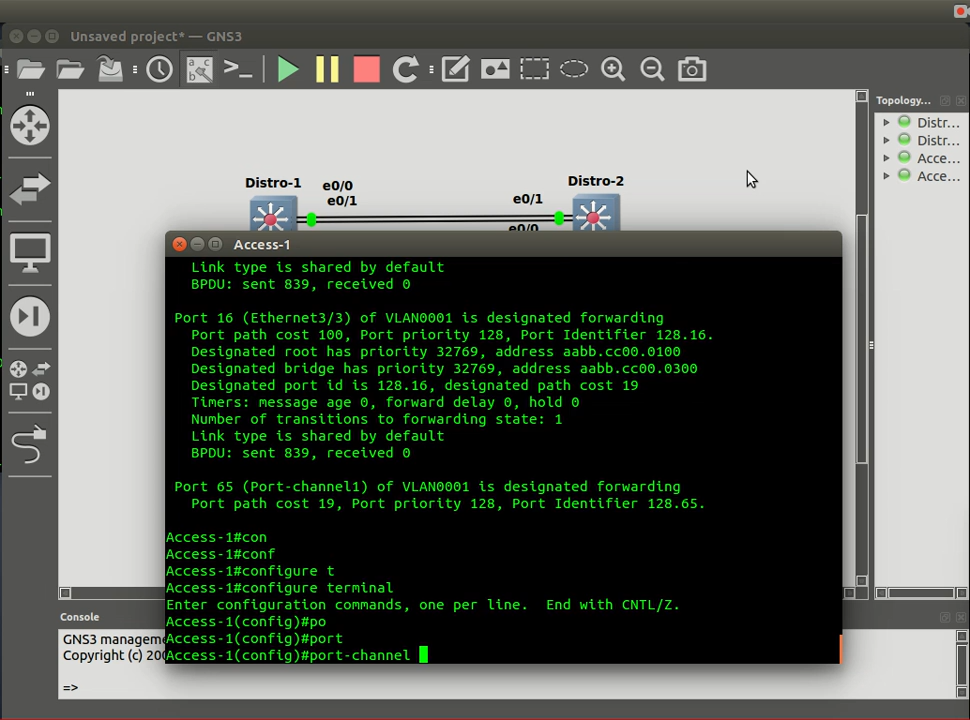 Unsaved project* — GNS3
Topology...
Distr...
Distr...
Acce...
Acce...
Distro-1
e0/0
e0/1
e0/1
Distro-2
e0/0
Access-1
Link type is shared by default
BPDU: sent 839, received 0
Port 16 (Ethernet3/3) of VLAN0001 is designated forwarding
Port path cost 100, Port priority 128, Port Identifier 128.16.
Designated root has priority 32769, address aabb.cc00.0100
Designated bridge has priority 32769, address aabb.cc00.0300
Designated port id is 128.16, designated path cost 19
Timers: message age 0, forward delay 0, hold 0
Number of transitions to forwarding state: 1
Link type is shared by default
BPDU: sent 839, received 0
Port 65 (Port-channel1) of VLAN0001 is designated forwarding
Port path cost 19, Port priority 128, Port Identifier 128.65.
Access-1#con
Access-1#conf
Access-1#configure t
Access-1#configure terminal
Enter configuration commands, one per line.  End with CNTL/Z.
Access-1(config)#po
Access-1(config)#port
Access-1(config)#port-channel
Console
GNS3 manageme
Copyright (c) 200
=>